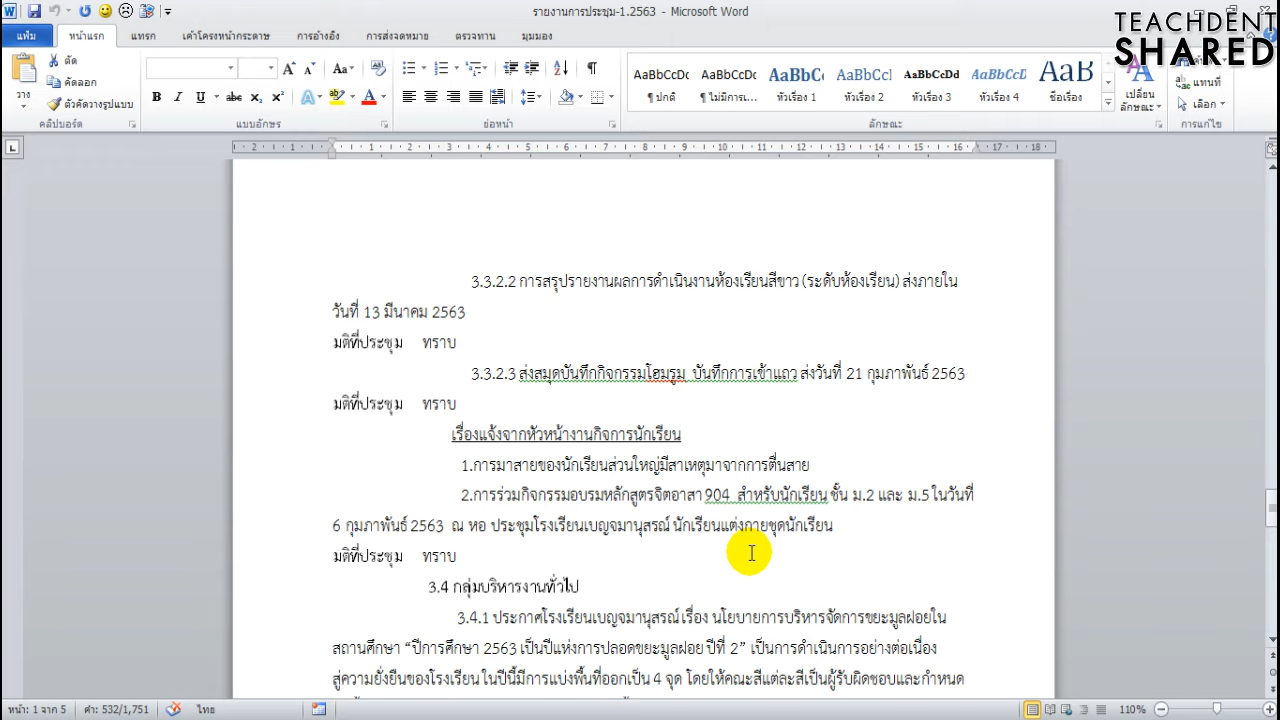 รายงานการประชุม-1.2563 - Microsoft Word
TEACHDENT
SHARED
แฟ้ม หน้าแรก แทรก เค้าโครงหน้ากระดาษ การอ้างอิง การส่งจดหมาย ตรวจทาน มุมมอง
วาง
ตัด
คัดลอก
ตัวคัดวางรูปแบบ
คลิปบอร์ด
แบบอักษร
ย่อหน้า
AaBbCcDc AaBbCcDc AaBbC AaBbCc AaBbCcDd AaBbCcD AaB
¶ ปกติ ¶ ไม่มีการ... หัวเรื่อง 1 หัวเรื่อง 2 หัวเรื่อง 3 หัวเรื่อง 4 ชื่อเรื่อง
ลักษณะ
เปลี่ยน
ลักษณะ
แทนที่
เลือก
การแก้ไข
2 1 1 2 3 4 5 6 7 8 9 10 11 12 13 14 15 16 17 18
3.3.2.2 การสรุปรายงานผลการดำเนินงานห้องเรียนสีขาว (ระดับห้องเรียน) ส่งภายใน
วันที่ 13 มีนาคม 2563
มติที่ประชุม ทราบ
3.3.2.3 ส่งสมุดบันทึกกิจกรรมโฮมรูม บันทึกการเข้าแถว ส่งวันที่ 21 กุมภาพันธ์ 2563
มติที่ประชุม ทราบ
เรื่องแจ้งจากหัวหน้างานกิจการนักเรียน
1.การมาสายของนักเรียนส่วนใหญ่มีสาเหตุมาจากการตื่นสาย
2.การร่วมกิจกรรมอบรมหลักสูตรจิตอาสา 904 สำหรับนักเรียน ชั้น ม.2 และ ม.5 ในวันที่
6 กุมภาพันธ์ 2563 ณ หอ ประชุมโรงเรียนเบญจมานุสรณ์ นักเรียนแต่งกายชุดนักเรียน
มติที่ประชุม ทราบ
3.4 กลุ่มบริหารงานทั่วไป
3.4.1 ประกาศโรงเรียนเบญจมานุสรณ์ เรื่อง นโยบายการบริหารจัดการขยะมูลฝอยใน
สถานศึกษา “ปีการศึกษา 2563 เป็นปีแห่งการปลอดขยะมูลฝอย ปีที่ 2” เป็นการดำเนินการอย่างต่อเนื่อง
สู่ความยั่งยืนของโรงเรียน ในปีนี้มีการแบ่งพื้นที่ออกเป็น 4 จุด โดยให้คณะสีแต่ละสีเป็นผู้รับผิดชอบและกำหนด
หน้า: 1 จาก 5 คำ: 532/1,751 ไทย 110%